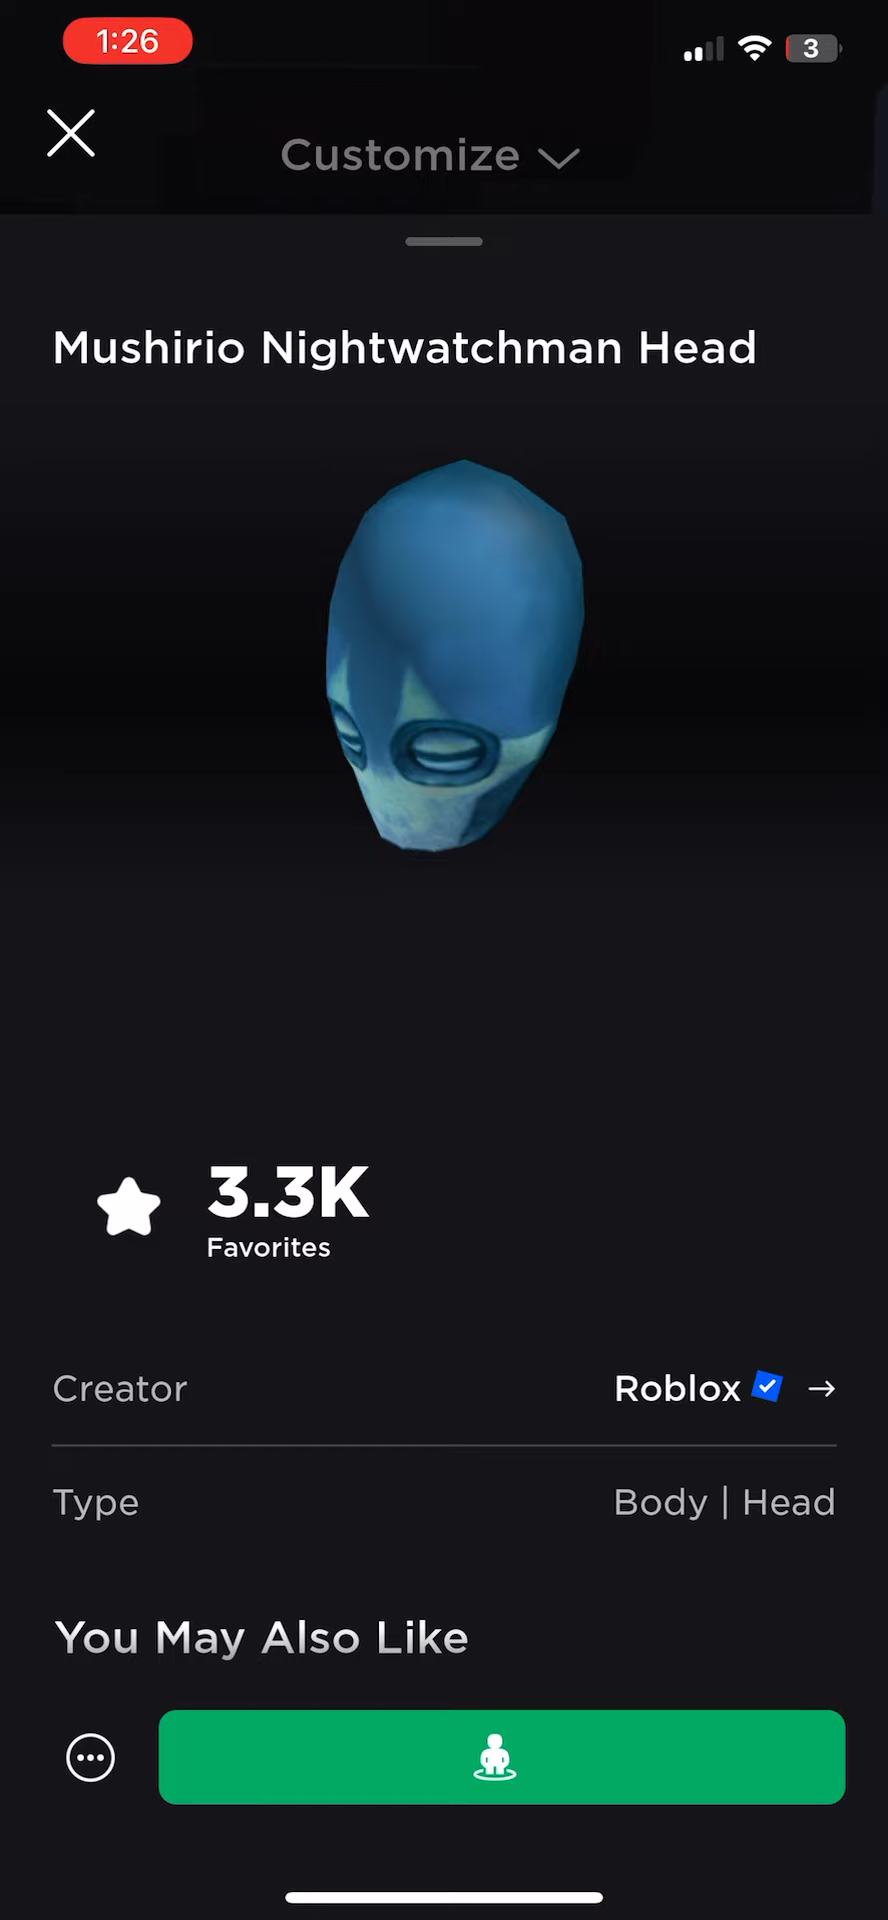 1:26
3
Customize
Mushirio Nightwatchman Head
3.3K
Favorites
Creator
Roblox
Type
Body | Head
You May Also Like